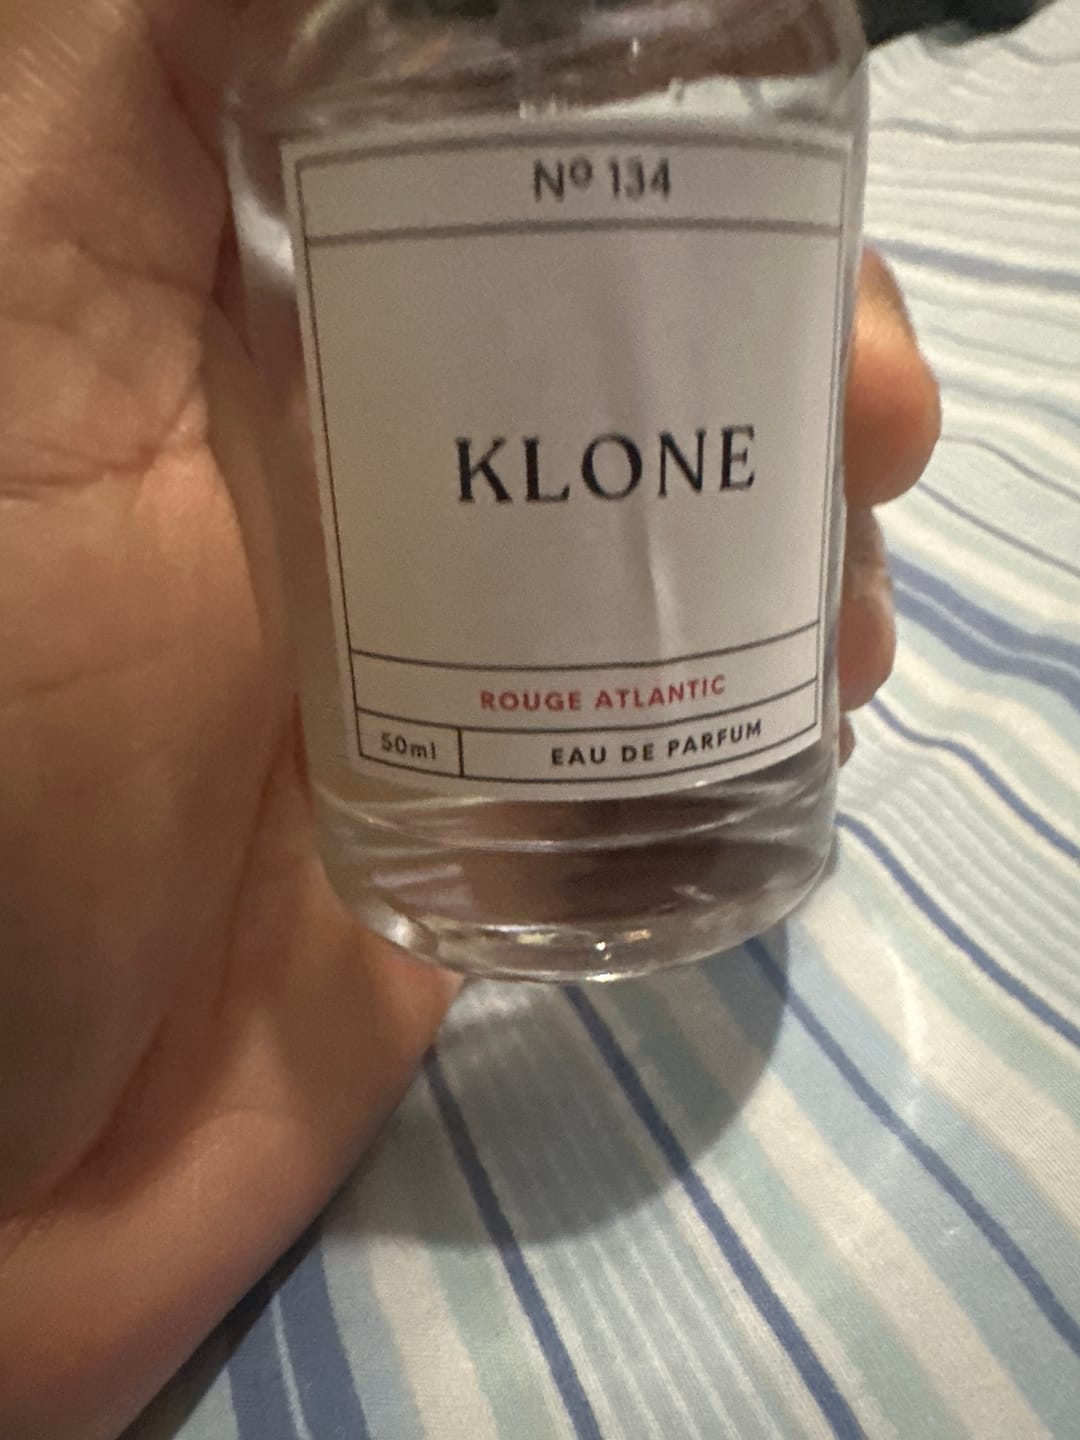 Nº 134
KLONE
ROUGE ATLANTIC
50ml
EAU DE PARFUM